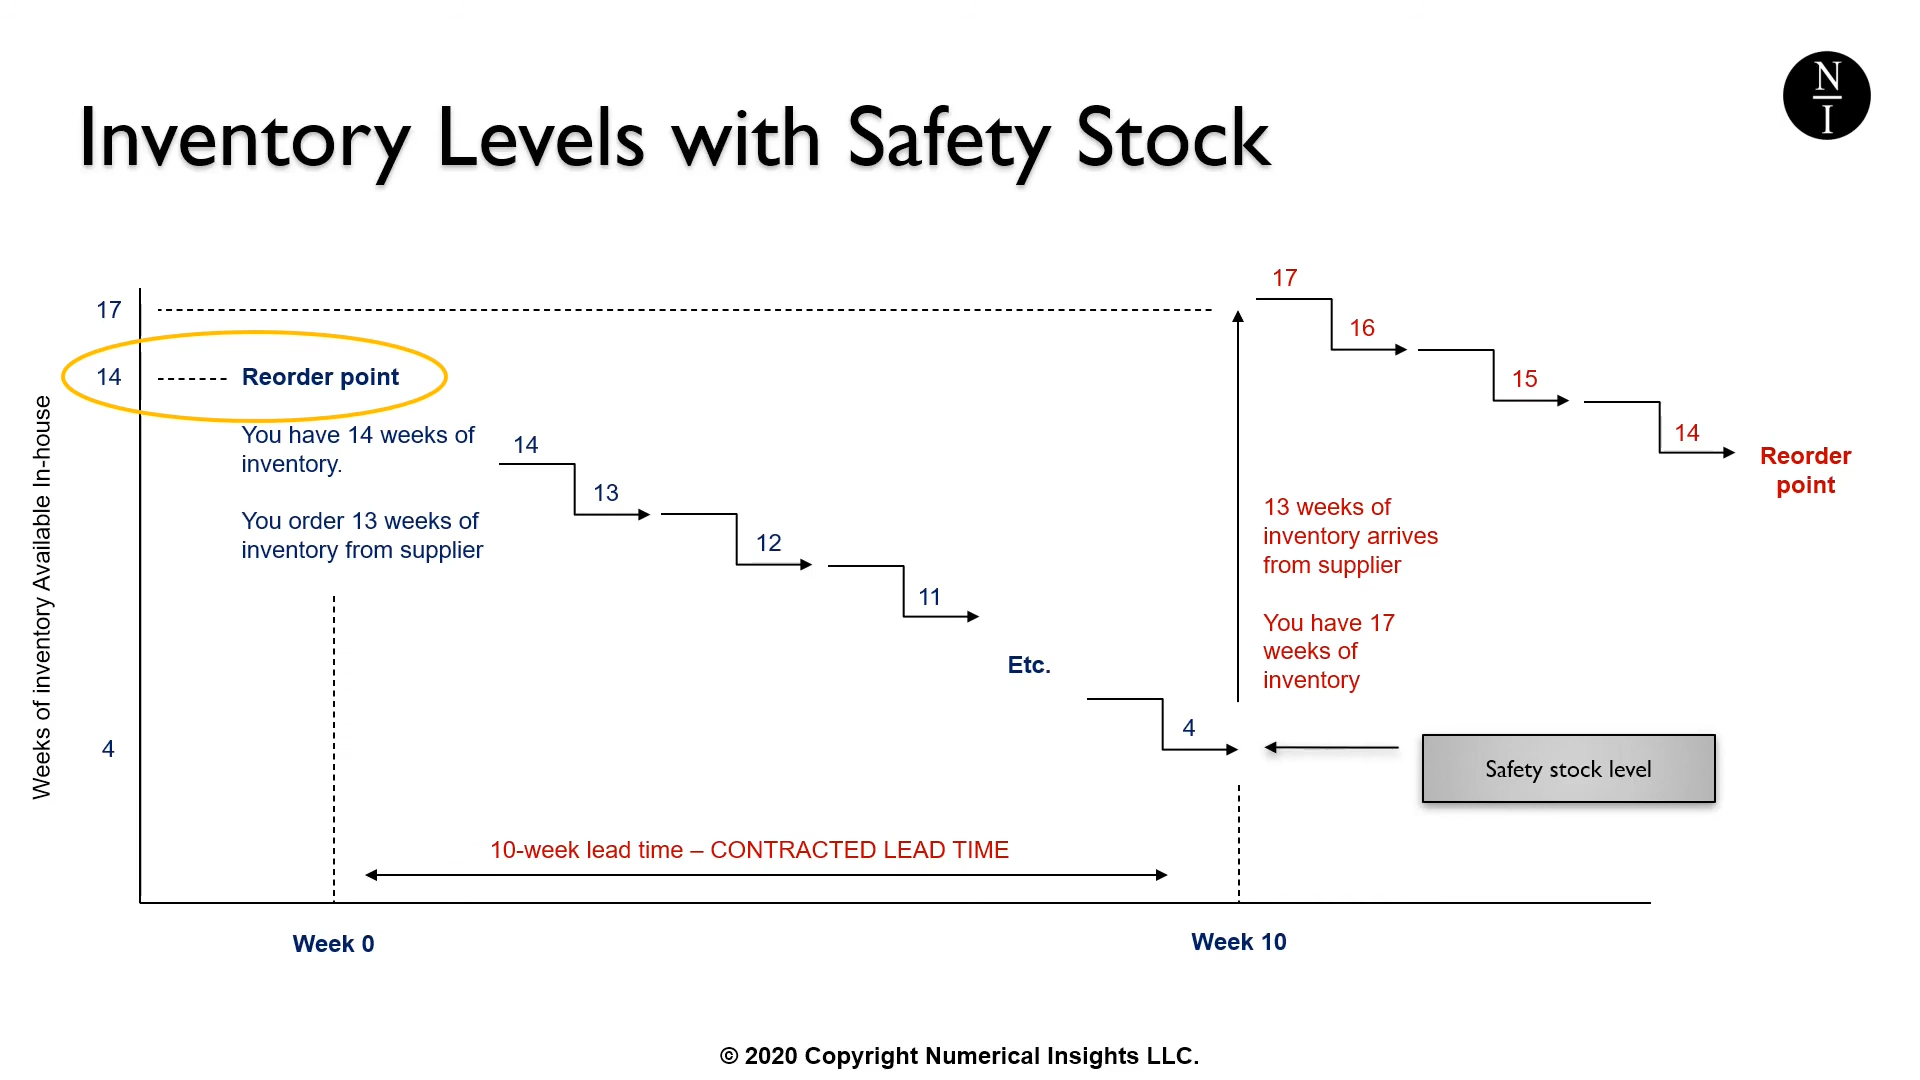 N
I
Inventory Levels with Safety Stock
Weeks of inventory Available In-house
17
14
Reorder point
You have 14 weeks of
inventory.
You order 13 weeks of
inventory from supplier
4
14
13
12
11
Etc.
4
17
16
15
14
Reorder
point
13 weeks of
inventory arrives
from supplier
You have 17
weeks of
inventory
Safety stock level
10-week lead time – CONTRACTED LEAD TIME
Week 0
Week 10
© 2020 Copyright Numerical Insights LLC.